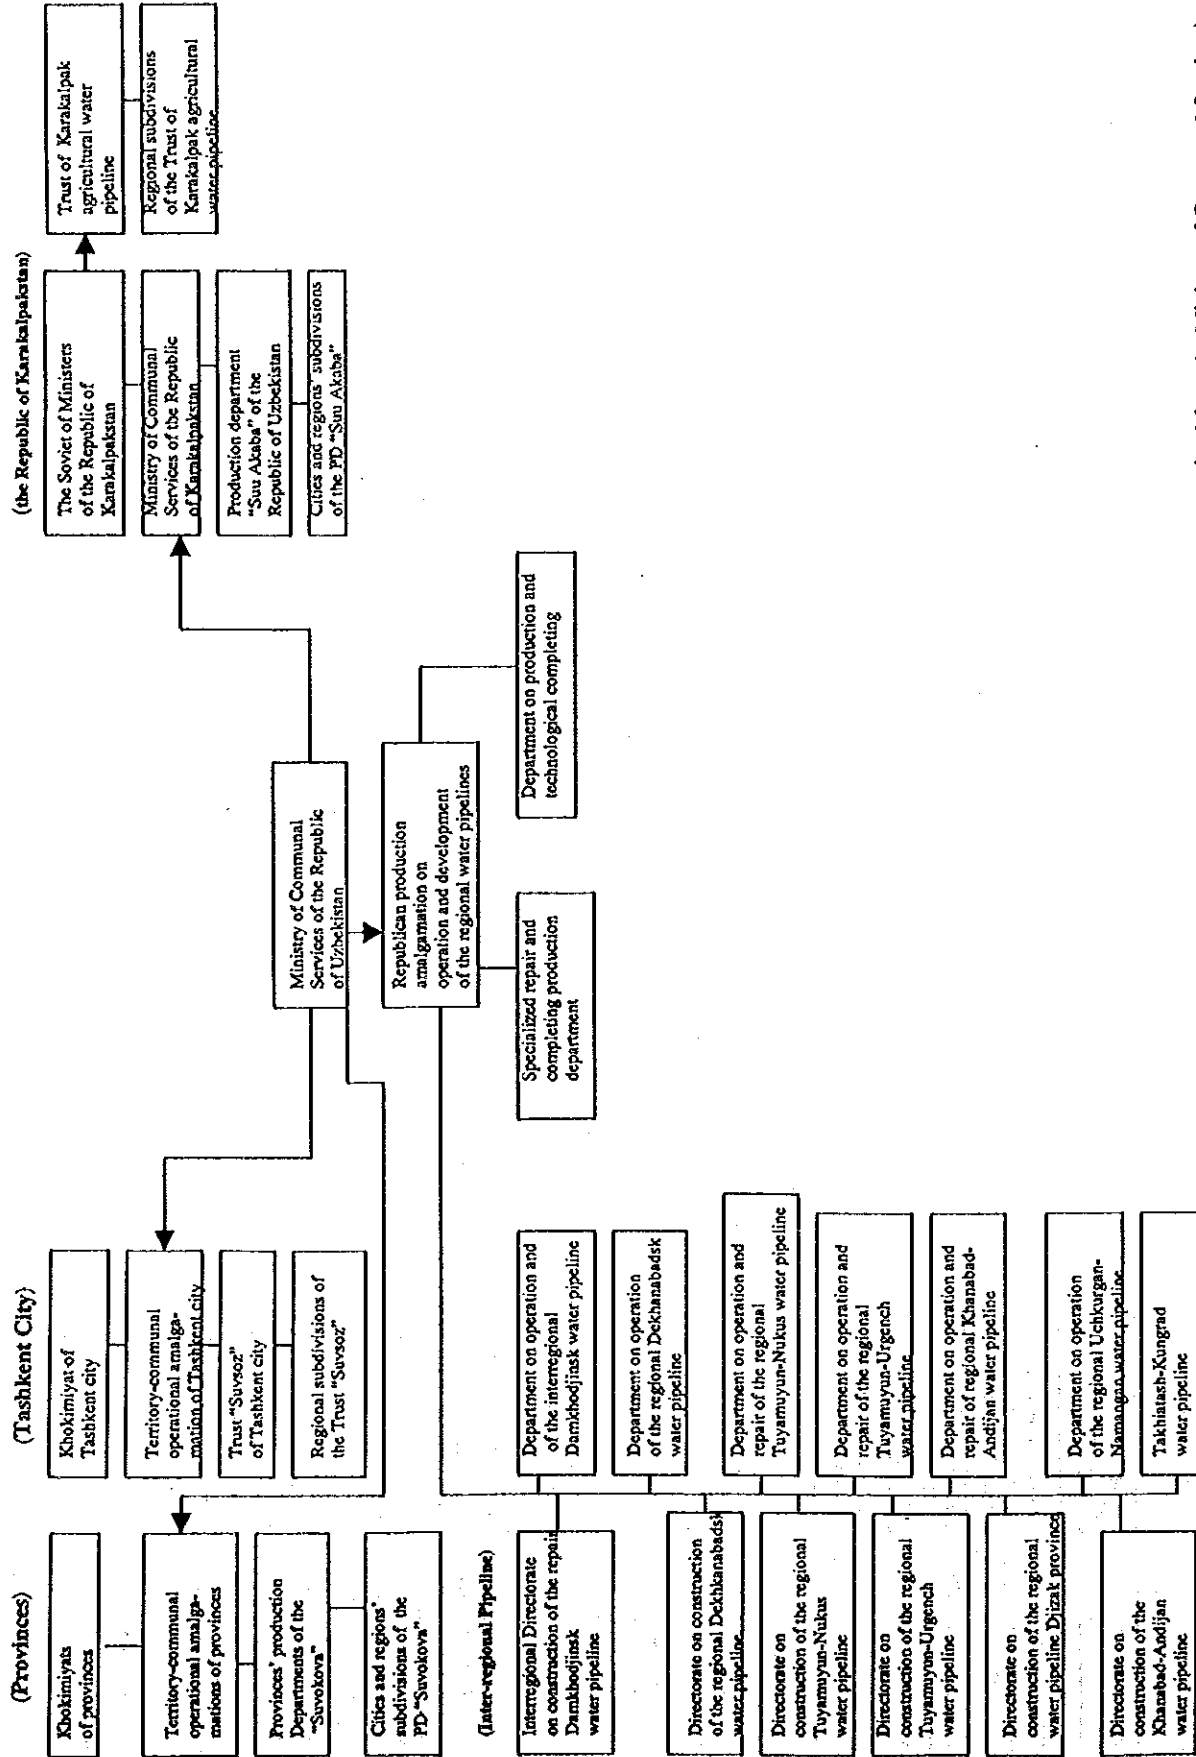 (Provinces)
Khokimiyats
of provinces
Territory-communal
operational amalga-
mations of provinces
Provinces' production
Departments of the
"Suvokova"
Cities and regions'
subdivisions of the
PD "Suvokova"
(Tashkent City)
Khokimiyat of
Tashkent city
Territory-communal
operational amalga-
mation of Tashkent city
Trust "Suvsoz"
of Tashkent city
Regional subdivisions of
the Trust "Suvsoz"
Ministry of Communal
Services of the Republic
of Uzbekistan
Republican production
amalgamation on
operation and development
of the regional water pipelines
Specialized repair and
completing production
department
Department on production and
technological completing
(the Republic of Karakalpakstan)
The Soviet of Ministers
of the Republic of
Karakalpakstan
Ministry of Communal
Services of the Republic
of Karakalpakstan
Production department
"Suu Akaba" of the
Republic of Uzbekistan
Cities and regions' subdivisions
of the PD "Suu Akaba"
Trust of Karakalpak
agricultural water
pipeline
Regional subdivisions
of the Trust of
Karakalpak agricultural
water pipeline
(Inter-regional Pipeline)
Interregional Directorate
on construction of the repair
Damkhodjinsk
water pipeline
Directorate on construction
of the regional Dekhkanabadsk
water pipeline
Directorate on
construction of the regional
Tuyamuyun-Nukus
water pipeline
Directorate on
construction of the regional
Tuyamuyun-Urgench
water pipeline
Directorate on
construction of the regional
water pipeline Djizak province
Directorate on
construction of the
Khanabad-Andijan
water pipeline
Department on operation and
of the interregional
Damkhodjinsk water pipeline
Department on operation
of the regional Dekhanabadsk
water pipeline
Department on operation and
repair of the regional
Tuyamuyun-Nukus water pipeline
Department on operation and
repair of the regional
Tuyamuyun-Urgench
water pipeline
Department on operation and
repair of regional Khanabad-
Andijan water pipeline
Department on operation
of the regional Uchkurgan-
Namangan water pipeline
Takhiatash-Kungrad
water pipeline